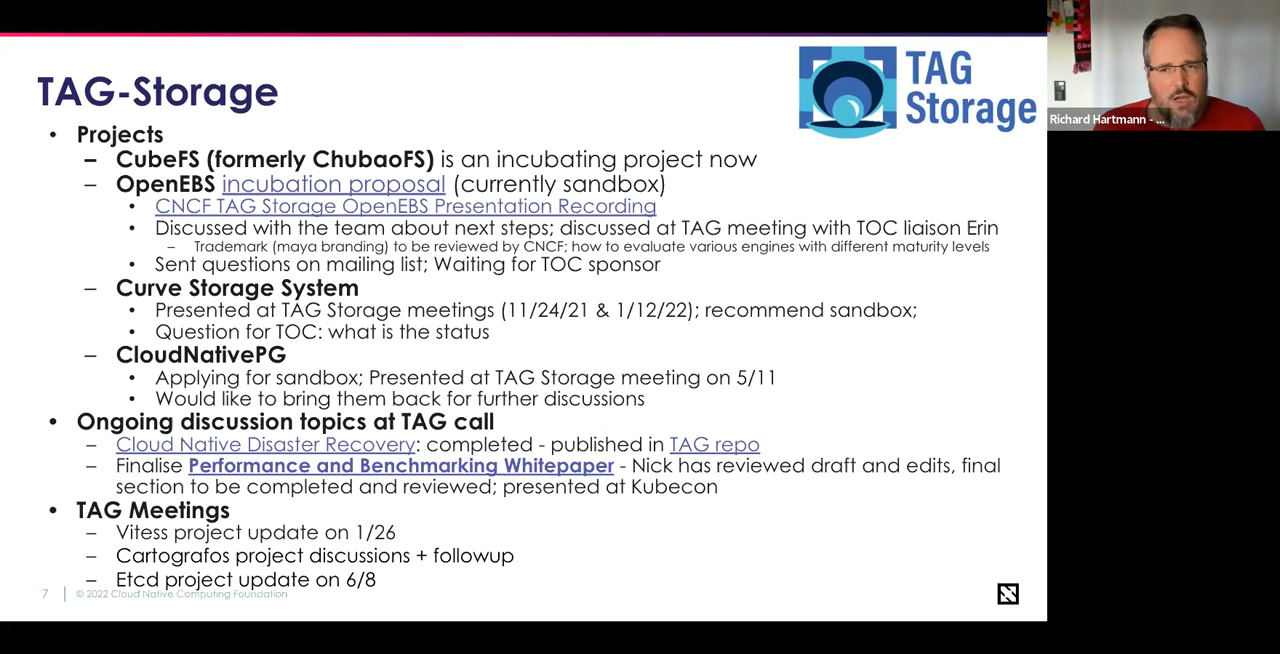 TAG-Storage
TAG
Storage
Richard Hartmann - ...
• Projects
– CubeFS (formerly ChubaoFS) is an incubating project now
– OpenEBS incubation proposal (currently sandbox)
• CNCF TAG Storage OpenEBS Presentation Recording
• Discussed with the team about next steps; discussed at TAG meeting with TOC liaison Erin
– Trademark (maya branding) to be reviewed by CNCF; how to evaluate various engines with different maturity levels
• Sent questions on mailing list; Waiting for TOC sponsor
– Curve Storage System
• Presented at TAG Storage meetings (11/24/21 & 1/12/22); recommend sandbox;
• Question for TOC: what is the status
– CloudNativePG
• Applying for sandbox; Presented at TAG Storage meeting on 5/11
• Would like to bring them back for further discussions
• Ongoing discussion topics at TAG call
– Cloud Native Disaster Recovery: completed - published in TAG repo
– Finalise Performance and Benchmarking Whitepaper - Nick has reviewed draft and edits, final
section to be completed and reviewed; presented at Kubecon
• TAG Meetings
– Vitess project update on 1/26
– Cartografos project discussions + followup
– Etcd project update on 6/8
7 | © 2022 Cloud Native Computing Foundation